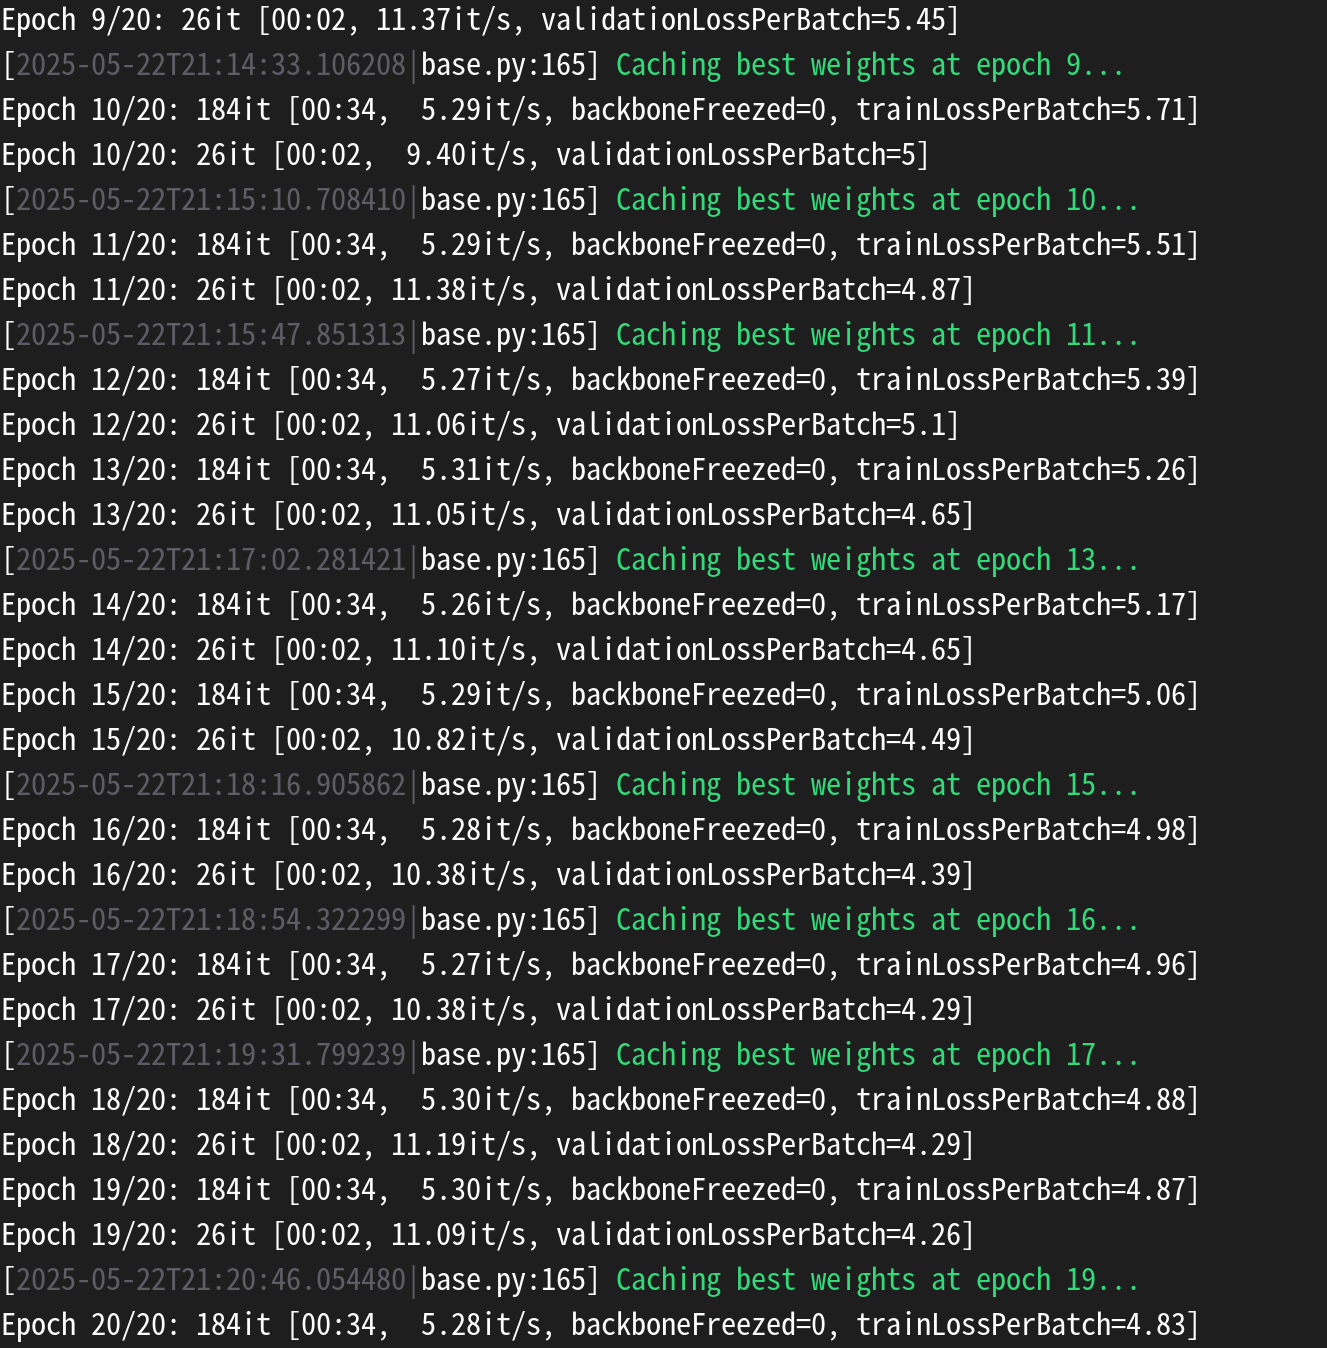 Epoch 9/20: 26it [00:02, 11.37it/s, validationLossPerBatch=5.45]
[2025-05-22T21:14:33.106208|base.py:165] Caching best weights at epoch 9...
Epoch 10/20: 184it [00:34,  5.29it/s, backboneFreezed=0, trainLossPerBatch=5.71]
Epoch 10/20: 26it [00:02,  9.40it/s, validationLossPerBatch=5]
[2025-05-22T21:15:10.708410|base.py:165] Caching best weights at epoch 10...
Epoch 11/20: 184it [00:34,  5.29it/s, backboneFreezed=0, trainLossPerBatch=5.51]
Epoch 11/20: 26it [00:02, 11.38it/s, validationLossPerBatch=4.87]
[2025-05-22T21:15:47.851313|base.py:165] Caching best weights at epoch 11...
Epoch 12/20: 184it [00:34,  5.27it/s, backboneFreezed=0, trainLossPerBatch=5.39]
Epoch 12/20: 26it [00:02, 11.06it/s, validationLossPerBatch=5.1]
Epoch 13/20: 184it [00:34,  5.31it/s, backboneFreezed=0, trainLossPerBatch=5.26]
Epoch 13/20: 26it [00:02, 11.05it/s, validationLossPerBatch=4.65]
[2025-05-22T21:17:02.281421|base.py:165] Caching best weights at epoch 13...
Epoch 14/20: 184it [00:34,  5.26it/s, backboneFreezed=0, trainLossPerBatch=5.17]
Epoch 14/20: 26it [00:02, 11.10it/s, validationLossPerBatch=4.65]
Epoch 15/20: 184it [00:34,  5.29it/s, backboneFreezed=0, trainLossPerBatch=5.06]
Epoch 15/20: 26it [00:02, 10.82it/s, validationLossPerBatch=4.49]
[2025-05-22T21:18:16.905862|base.py:165] Caching best weights at epoch 15...
Epoch 16/20: 184it [00:34,  5.28it/s, backboneFreezed=0, trainLossPerBatch=4.98]
Epoch 16/20: 26it [00:02, 10.38it/s, validationLossPerBatch=4.39]
[2025-05-22T21:18:54.322299|base.py:165] Caching best weights at epoch 16...
Epoch 17/20: 184it [00:34,  5.27it/s, backboneFreezed=0, trainLossPerBatch=4.96]
Epoch 17/20: 26it [00:02, 10.38it/s, validationLossPerBatch=4.29]
[2025-05-22T21:19:31.799239|base.py:165] Caching best weights at epoch 17...
Epoch 18/20: 184it [00:34,  5.30it/s, backboneFreezed=0, trainLossPerBatch=4.88]
Epoch 18/20: 26it [00:02, 11.19it/s, validationLossPerBatch=4.29]
Epoch 19/20: 184it [00:34,  5.30it/s, backboneFreezed=0, trainLossPerBatch=4.87]
Epoch 19/20: 26it [00:02, 11.09it/s, validationLossPerBatch=4.26]
[2025-05-22T21:20:46.054480|base.py:165] Caching best weights at epoch 19...
Epoch 20/20: 184it [00:34,  5.28it/s, backboneFreezed=0, trainLossPerBatch=4.83]